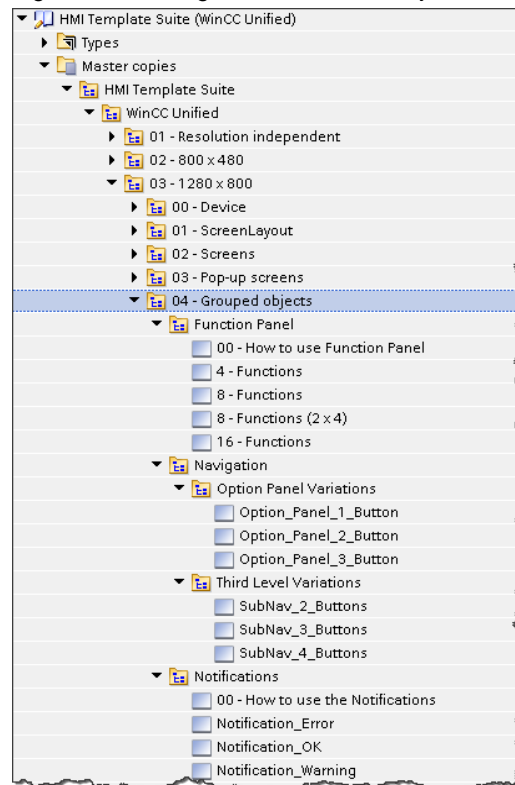 HMI Template Suite (WinCC Unified)
Types
Master copies
HMI Template Suite
WinCC Unified
01 - Resolution independent
02 - 800 x 480
03 - 1280 x 800
00 - Device
01 - ScreenLayout
02 - Screens
03 - Pop-up screens
04 - Grouped objects
Function Panel
00 - How to use Function Panel
4 - Functions
8 - Functions
8 - Functions (2 x 4)
16 - Functions
Navigation
Option Panel Variations
Option_Panel_1_Button
Option_Panel_2_Button
Option_Panel_3_Button
Third Level Variations
SubNav_2_Buttons
SubNav_3_Buttons
SubNav_4_Buttons
Notifications
00 - How to use the Notifications
Notification_Error
Notification_OK
Notification_Warning